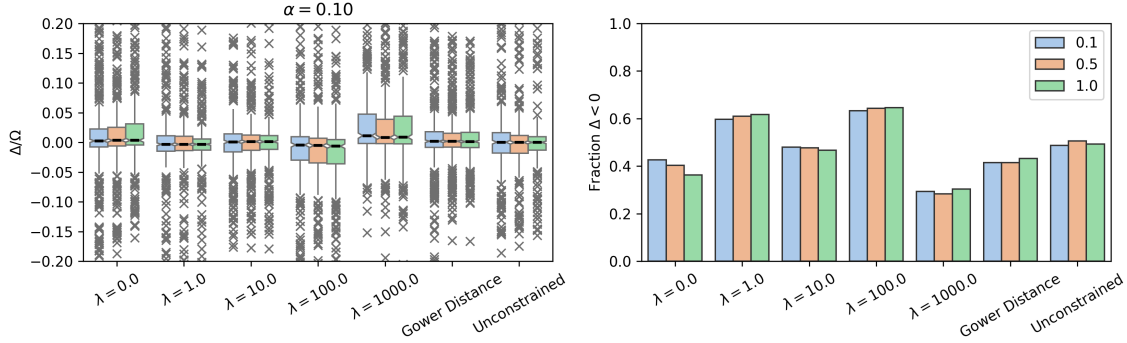 α = 0.10
Δ/Ω
0.20
0.15
0.10
0.05
0.00
−0.05
−0.10
−0.15
−0.20
λ = 0.0
λ = 1.0
λ = 10.0
λ = 100.0
λ = 1000.0
Gower Distance
Unconstrained
Fraction Δ < 0
1.0
0.8
0.6
0.4
0.2
0.0
0.1
0.5
1.0
λ = 0.0
λ = 1.0
λ = 10.0
λ = 100.0
λ = 1000.0
Gower Distance
Unconstrained